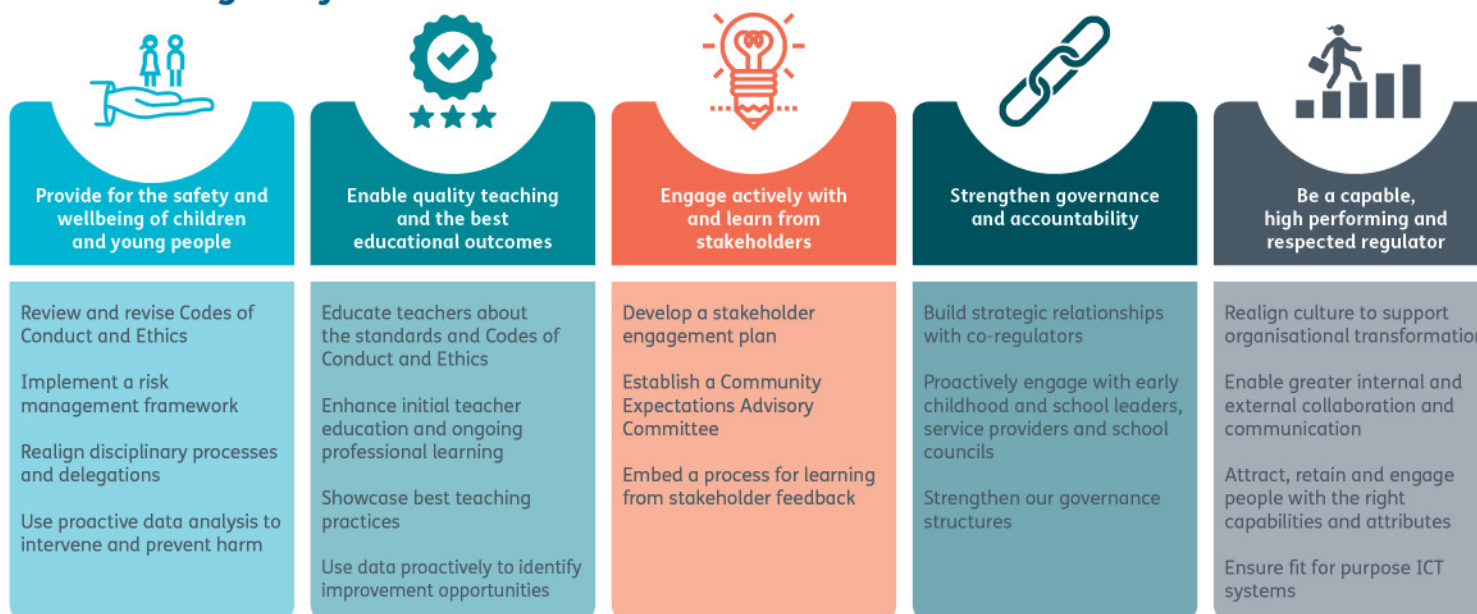 Provide for the safety and
wellbeing of children
and young people
Review and revise Codes of
Conduct and Ethics
Implement a risk
management framework
Realign disciplinary processes
and delegations
Use proactive data analysis to
intervene and prevent harm
Enable quality teaching
and the best
educational outcomes
Educate teachers about
the standards and Codes of
Conduct and Ethics
Enhance initial teacher
education and ongoing
professional learning
Showcase best teaching
practices
Use data proactively to identify
improvement opportunities
Engage actively with
and learn from
stakeholders
Develop a stakeholder
engagement plan
Establish a Community
Expectations Advisory
Committee
Embed a process for learning
from stakeholder feedback
Strengthen governance
and accountability
Build strategic relationships
with co-regulators
Proactively engage with early
childhood and school leaders,
service providers and school
councils
Strengthen our governance
structures
Be a capable,
high performing and
respected regulator
Realign culture to support
organisational transformation
Enable greater internal and
external collaboration and
communication
Attract, retain and engage
people with the right
capabilities and attributes
Ensure fit for purpose ICT
systems